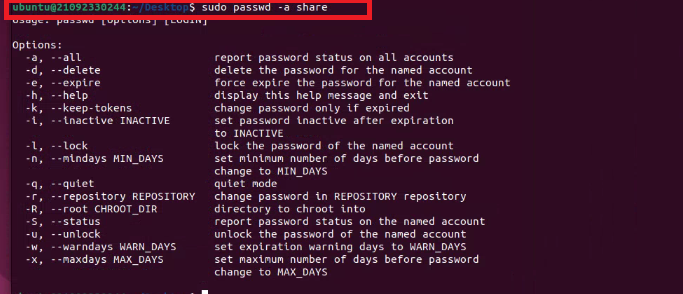 ubuntu@21092330244:~/Desktop$ sudo passwd -a share
Usage: passwd [options] [LOGIN]
Options:
-a, --all report password status on all accounts
-d, --delete delete the password for the named account
-e, --expire force expire the password for the named account
-h, --help display this help message and exit
-k, --keep-tokens change password only if expired
-i, --inactive INACTIVE set password inactive after expiration
to INACTIVE
-l, --lock lock the password of the named account
-n, --mindays MIN_DAYS set minimum number of days before password
change to MIN_DAYS
-q, --quiet quiet mode
-r, --repository REPOSITORY change password in REPOSITORY repository
-R, --root CHROOT_DIR directory to chroot into
-S, --status report password status on the named account
-u, --unlock unlock the password of the named account
-w, --warndays WARN_DAYS set expiration warning days to WARN_DAYS
-x, --maxdays MAX_DAYS set maximum number of days before password
change to MAX_DAYS